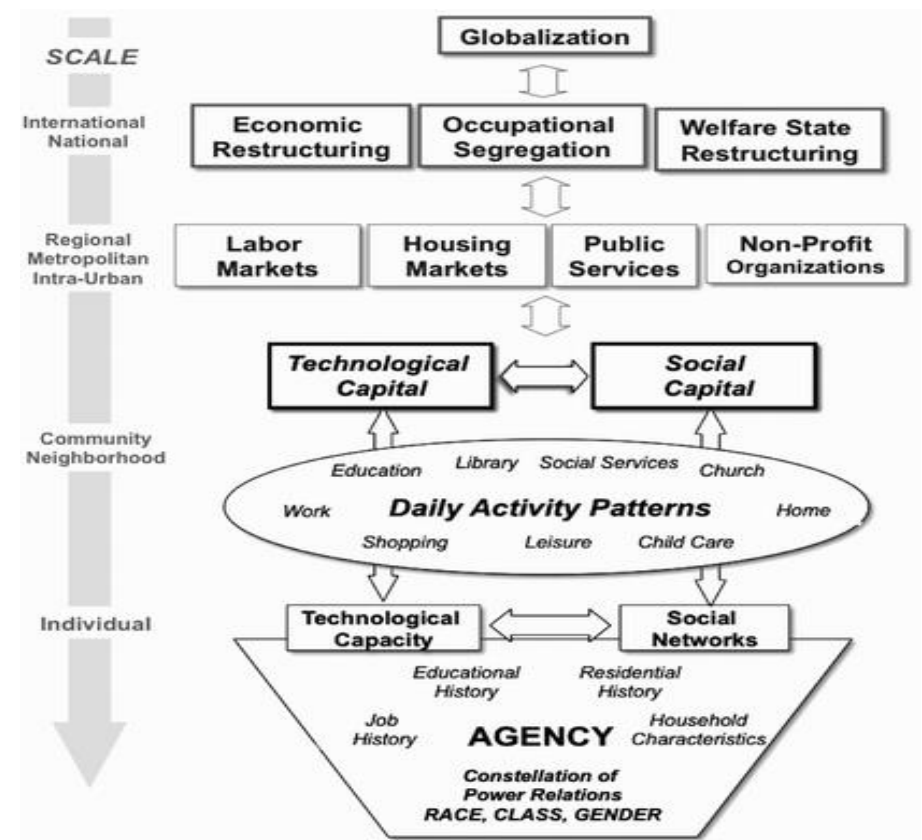 SCALE
Globalization
International
National
Economic
Restructuring
Occupational
Segregation
Welfare State
Restructuring
Regional
Metropolitan
Intra-Urban
Labor
Markets
Housing
Markets
Public
Services
Non-Profit
Organizations
Technological
Capital
Social
Capital
Community
Neighborhood
Education
Library
Social Services
Church
Work
Daily Activity Patterns
Home
Shopping
Leisure
Child Care
Individual
Technological
Capacity
Social
Networks
Educational
History
Residential
History
Job
History
AGENCY
Household
Characteristics
Constellation of
Power Relations
RACE, CLASS, GENDER